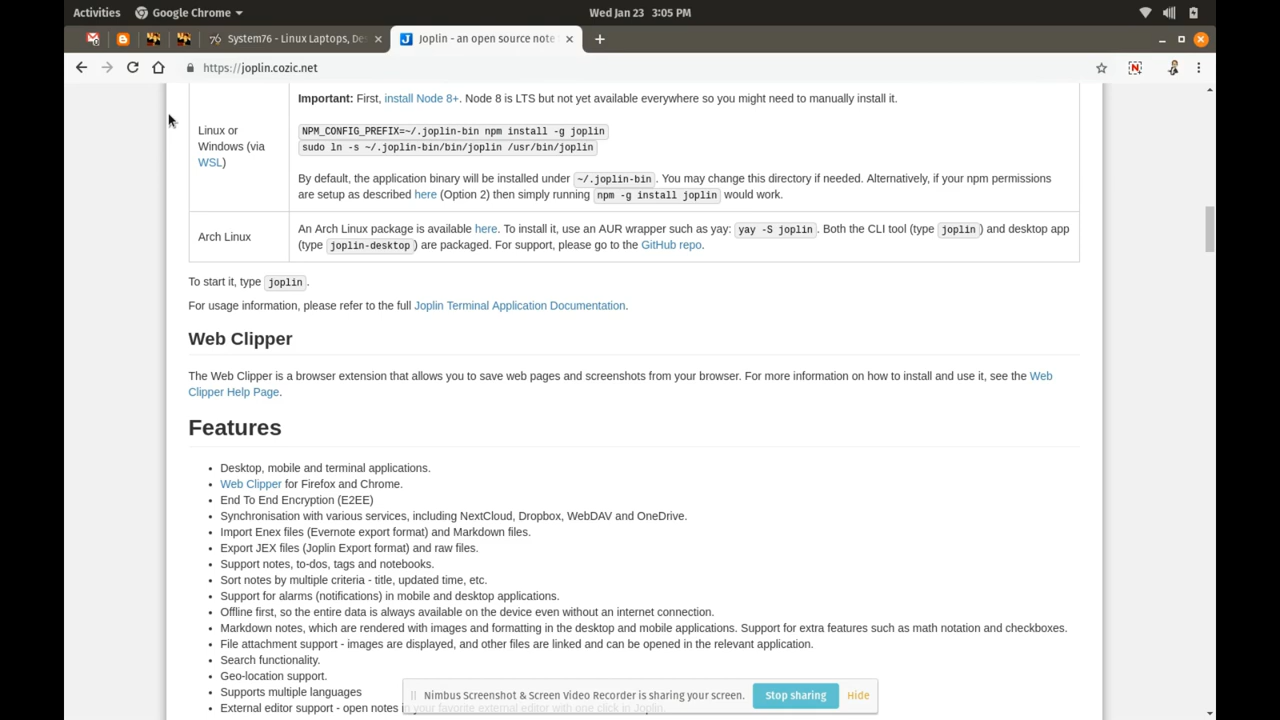 Activities Google Chrome Wed Jan 23 3:05 PM
System76 - Linux Laptops, De Joplin - an open source note
https://joplin.cozic.net
Important: First, install Node 8+. Node 8 is LTS but not yet available everywhere so you might need to manually install it.
Linux or
Windows (via
WSL)
NPM_CONFIG_PREFIX=~/.joplin-bin npm install -g joplin
sudo ln -s ~/.joplin-bin/bin/joplin /usr/bin/joplin
By default, the application binary will be installed under ~/.joplin-bin. You may change this directory if needed. Alternatively, if your npm permissions
are setup as described here (Option 2) then simply running npm -g install joplin would work.
Arch Linux
An Arch Linux package is available here. To install it, use an AUR wrapper such as yay: yay -S joplin. Both the CLI tool (type joplin) and desktop app
(type joplin-desktop) are packaged. For support, please go to the GitHub repo.
To start it, type joplin.
For usage information, please refer to the full Joplin Terminal Application Documentation.
Web Clipper
The Web Clipper is a browser extension that allows you to save web pages and screenshots from your browser. For more information on how to install and use it, see the Web
Clipper Help Page.
Features
• Desktop, mobile and terminal applications.
• Web Clipper for Firefox and Chrome.
• End To End Encryption (E2EE)
• Synchronisation with various services, including NextCloud, Dropbox, WebDAV and OneDrive.
• Import Enex files (Evernote export format) and Markdown files.
• Export JEX files (Joplin Export format) and raw files.
• Support notes, to-dos, tags and notebooks.
• Sort notes by multiple criteria - title, updated time, etc.
• Support for alarms (notifications) in mobile and desktop applications.
• Offline first, so the entire data is always available on the device even without an internet connection.
• Markdown notes, which are rendered with images and formatting in the desktop and mobile applications. Support for extra features such as math notation and checkboxes.
• File attachment support - images are displayed, and other files are linked and can be opened in the relevant application.
• Search functionality.
• Geo-location support.
• Supports multiple languages
• External editor support - open notes in your favorite external editor with one click in Joplin.
Nimbus Screenshot & Screen Video Recorder is sharing your screen. Stop sharing Hide